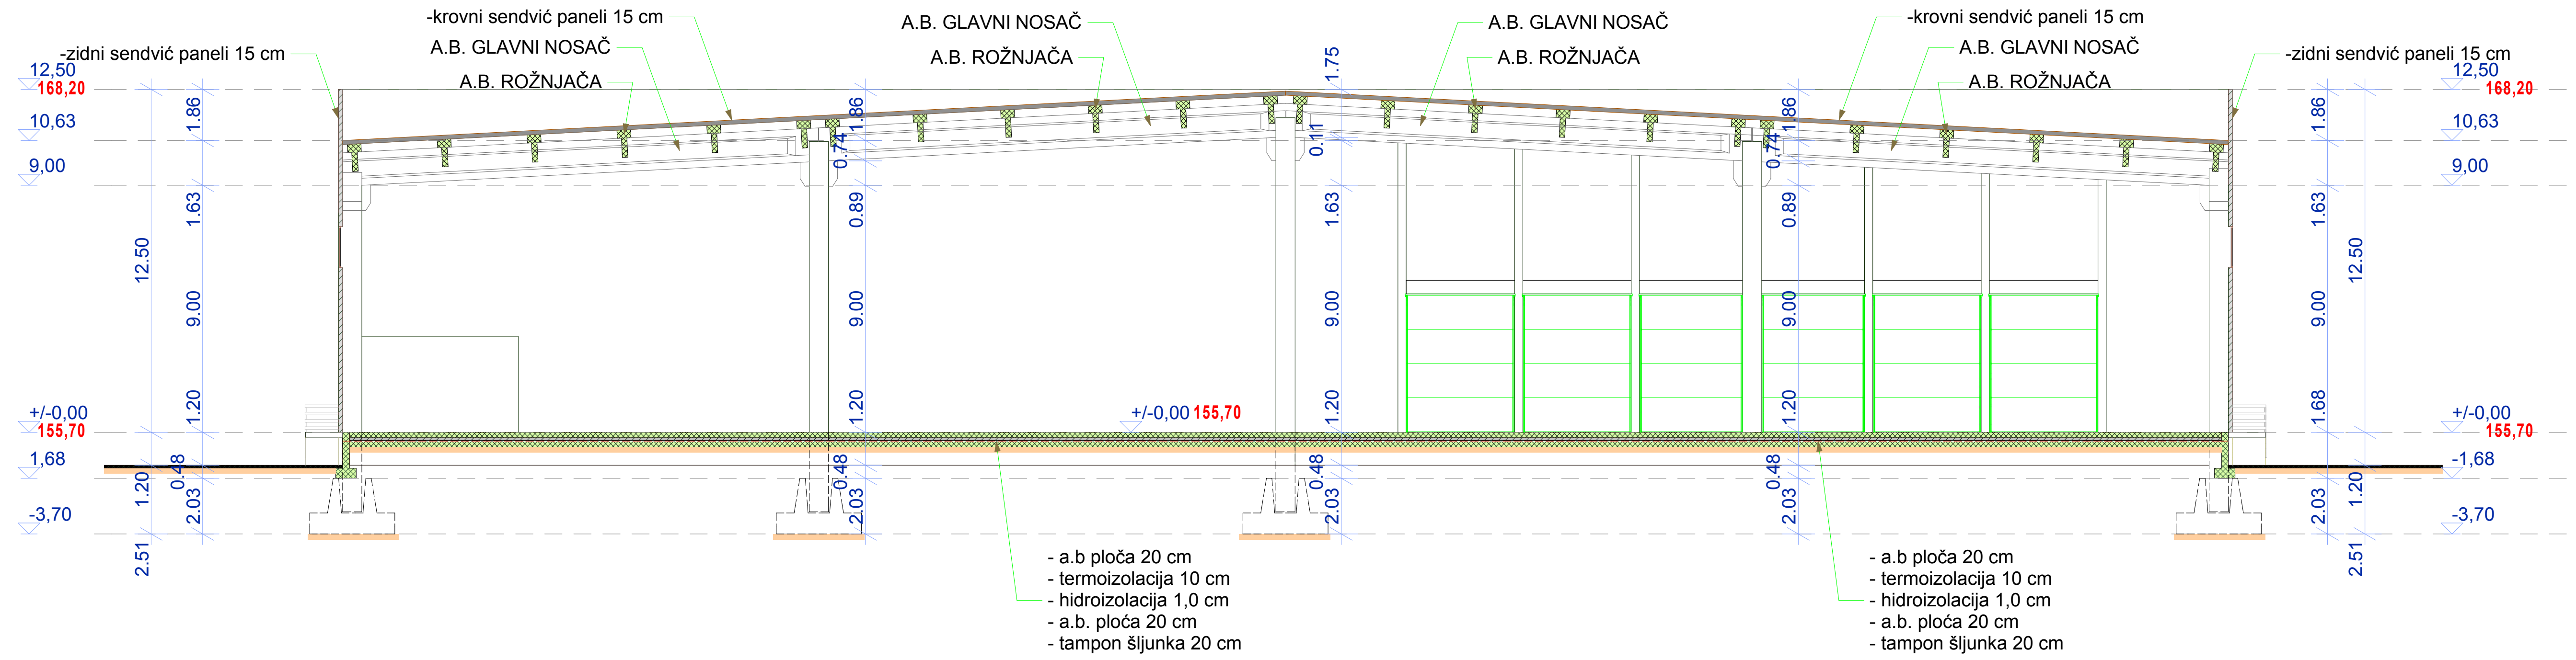 -krovni sendvić paneli 15 cm
A.B. GLAVNI NOSAČ
A.B. GLAVNI NOSAČ
-krovni sendvić paneli 15 cm
-zidni sendvić paneli 15 cm
A.B. GLAVNI NOSAČ
A.B. ROŽNJAČA
A.B. ROŽNJAČA
A.B. GLAVNI NOSAČ
-zidni sendvić paneli 15 cm
A.B. ROŽNJAČA
A.B. ROŽNJAČA
12,50
168,20
10,63
9,00
+/-0,00
155,70
1,68
-3,70
12.50
1.20
2.51
1.86
1.63
9.00
1.20
0.48
2.03
1.86
0.74
0.89
9.00
1.20
0.48
2.03
+/-0,00 155,70
1.75
0.11
1.63
9.00
1.20
0.48
2.03
1.86
0.74
0.89
9.00
1.20
0.48
2.03
1.86
1.63
9.00
1.68
2.03
12.50
1.20
2.51
12,50
168,20
10,63
9,00
+/-0,00
155,70
-1,68
-3,70
- a.b ploča 20 cm
- termoizolacija 10 cm
- hidroizolacija 1,0 cm
- a.b. ploća 20 cm
- tampon šljunka 20 cm
- a.b ploča 20 cm
- termoizolacija 10 cm
- hidroizolacija 1,0 cm
- a.b. ploća 20 cm
- tampon šljunka 20 cm